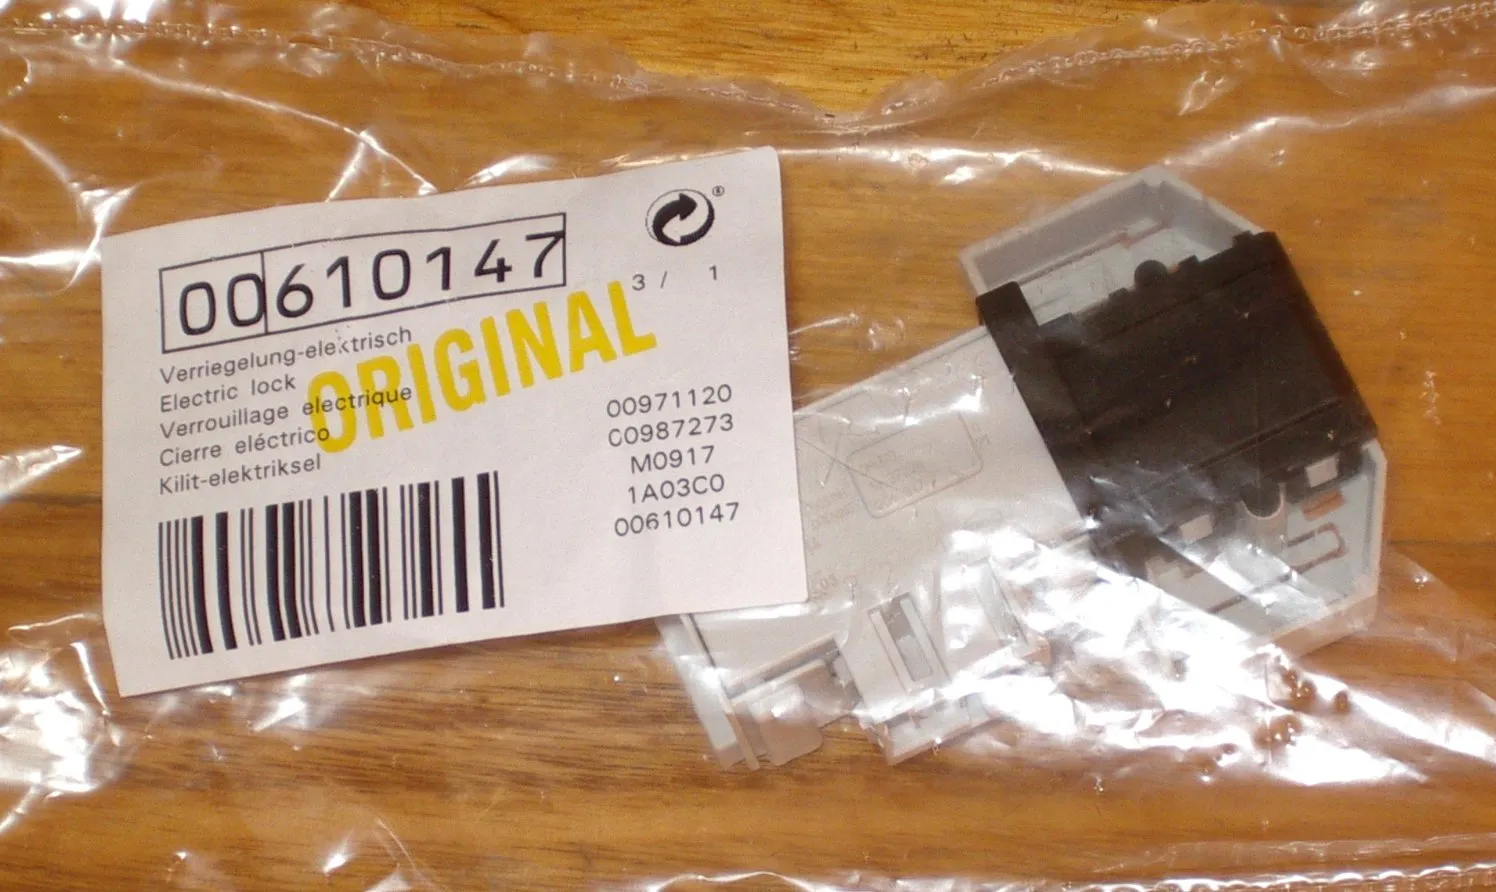 00610147
®
3 / 1
ORIGINAL
Verriegelung-elektrisch
Electric lock
Verrouillage electrique
Cierre eléctrico
Kilit-elektriksel
00971120
C0987273
M0917
1A03C0
00610147